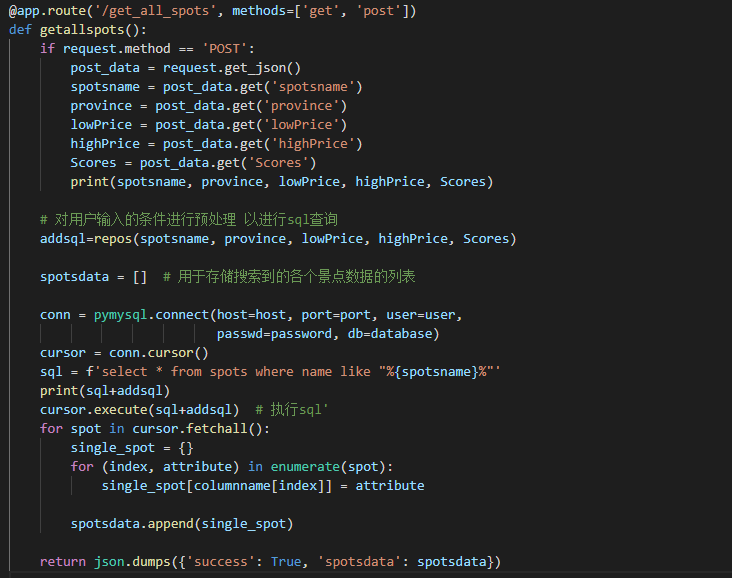 @app.route('/get_all_spots', methods=['get', 'post'])
def getallspots():
    if request.method == 'POST':
        post_data = request.get_json()
        spotsname = post_data.get('spotsname')
        province = post_data.get('province')
        lowPrice = post_data.get('lowPrice')
        highPrice = post_data.get('highPrice')
        Scores = post_data.get('Scores')
        print(spotsname, province, lowPrice, highPrice, Scores)
    # 对用户输入的条件进行预处理 以进行sql查询
    addsql=repos(spotsname, province, lowPrice, highPrice, Scores)
    spotsdata = []  # 用于存储搜索到的各个景点数据的列表
    conn = pymysql.connect(host=host, port=port, user=user,
                           passwd=password, db=database)
    cursor = conn.cursor()
    sql = f'select * from spots where name like "%{spotsname}%"'
    print(sql+addsql)
    cursor.execute(sql+addsql)  # 执行sql'
    for spot in cursor.fetchall():
        single_spot = {}
        for (index, attribute) in enumerate(spot):
            single_spot[columnname[index]] = attribute
        spotsdata.append(single_spot)
    return json.dumps({'success': True, 'spotsdata': spotsdata})